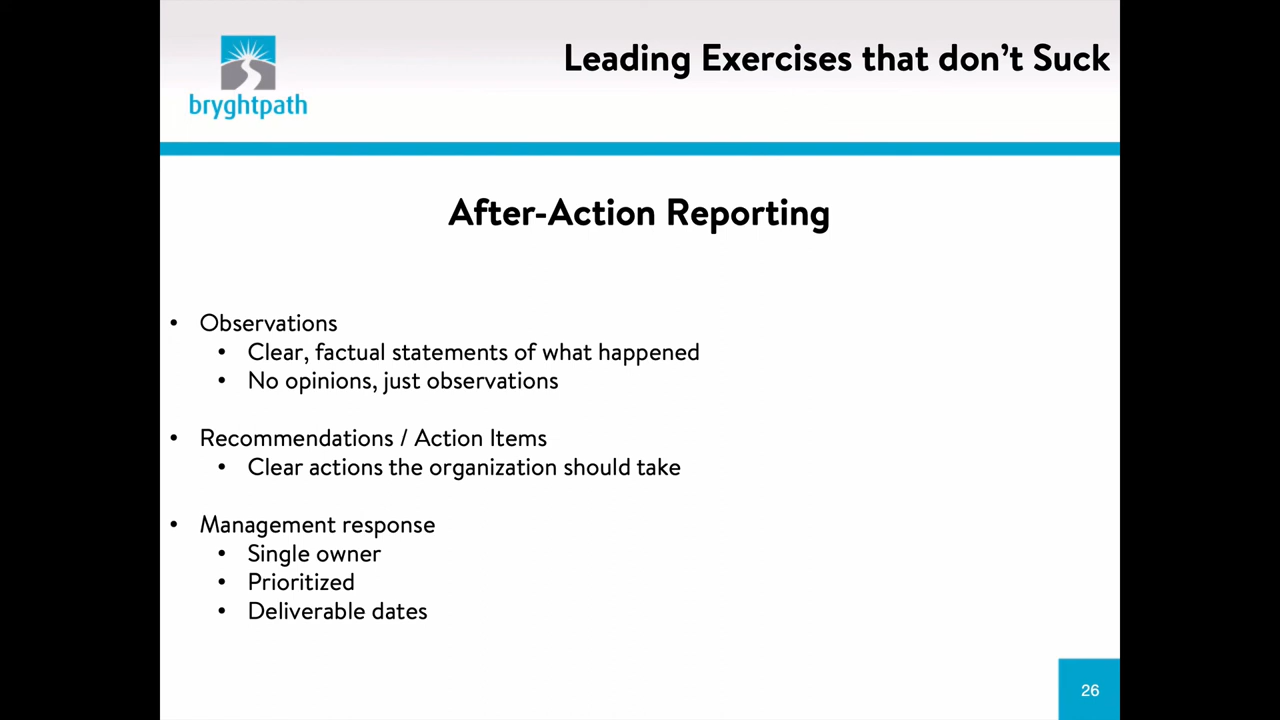 Leading Exercises that don't Suck
bryghtpath
After-Action Reporting
• Observations
• Clear, factual statements of what happened
• No opinions, just observations
• Recommendations / Action Items
• Clear actions the organization should take
• Management response
• Single owner
• Prioritized
• Deliverable dates
26